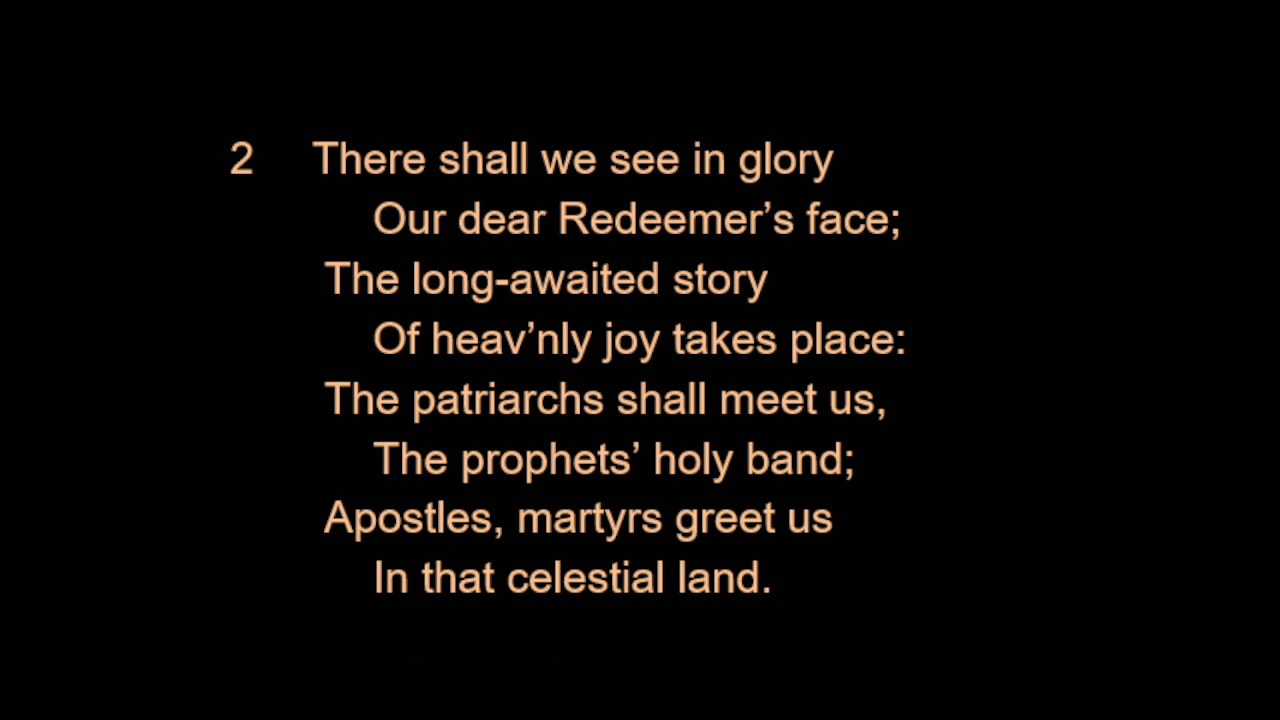 2 There shall we see in glory
Our dear Redeemer’s face;
The long-awaited story
Of heav’nly joy takes place:
The patriarchs shall meet us,
The prophets’ holy band;
Apostles, martyrs greet us
In that celestial land.